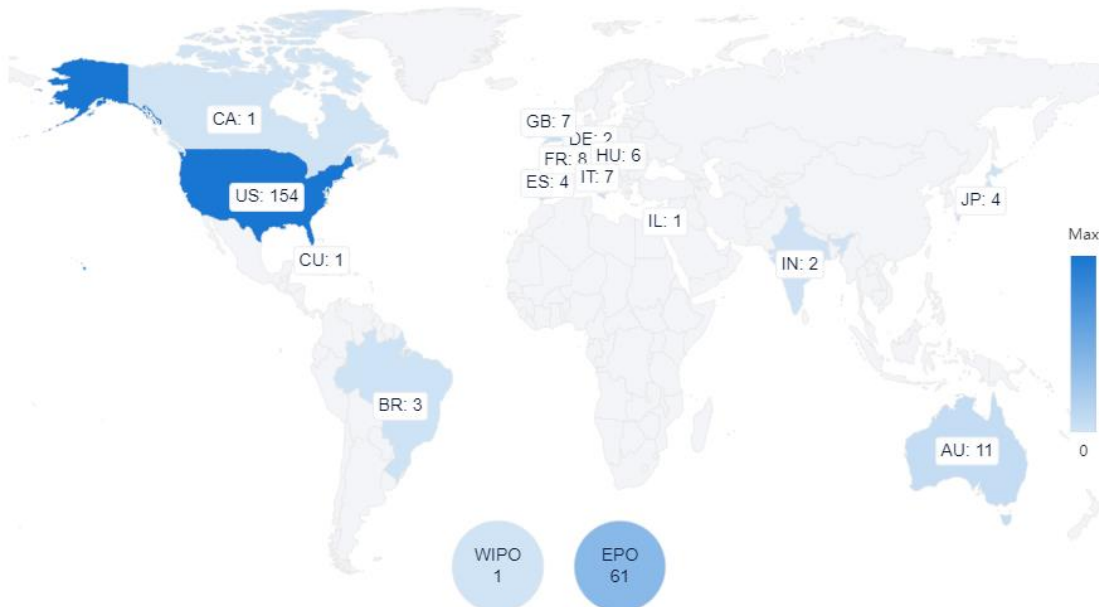 GB: 7
CA: 1
DE: 2
FR: 8
HU: 6
ES: 4
IT: 7
US: 154
JP: 4
IL: 1
Max
CU: 1
IN: 2
BR: 3
AU: 11
0
WIPO
1
EPO
61